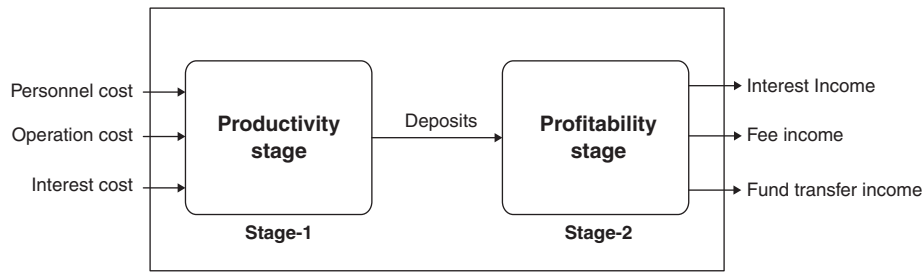 Personnel cost
Operation cost
Interest cost
Productivity
stage
Stage-1
Deposits
Profitability
stage
Stage-2
Interest Income
Fee income
Fund transfer income